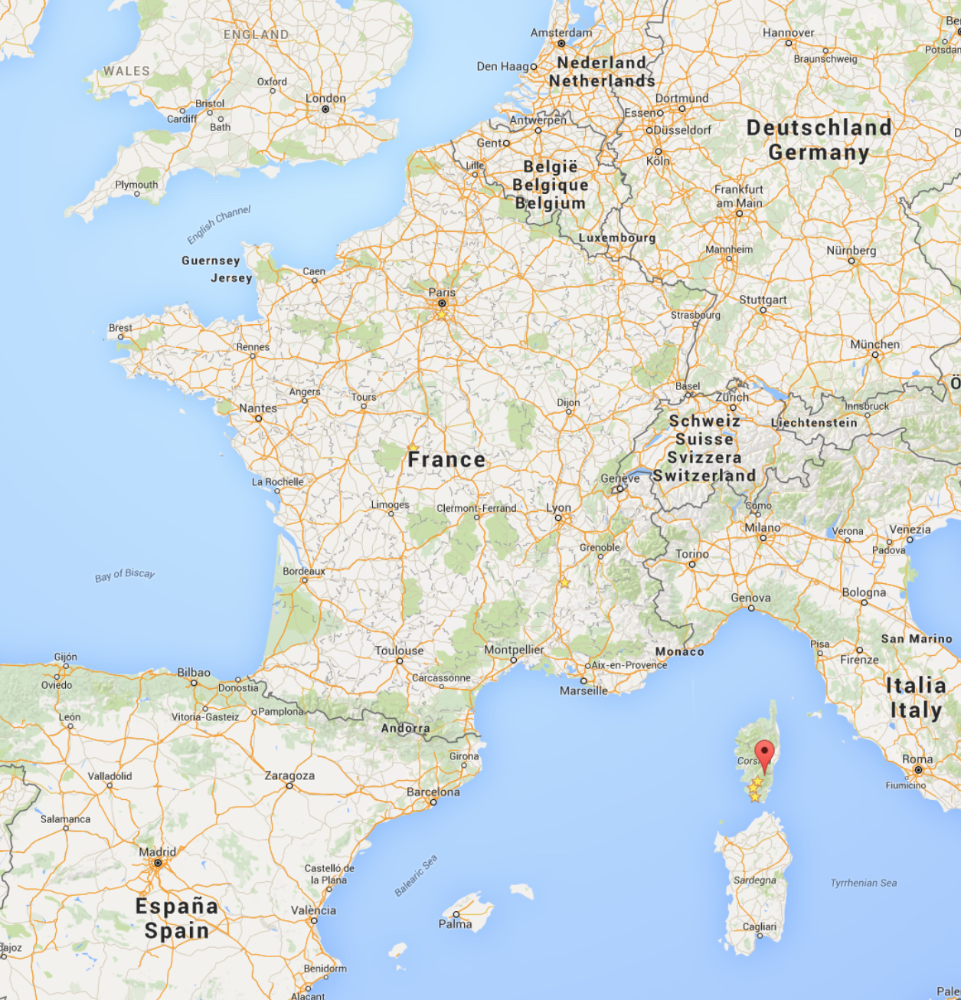 ENGLAND
Amsterdam
Hannover
Ber
Potsdam
Braunschweig
WALES
Den Haag
Nederland
Netherlands
Oxford
London
Bristol
Cardiff
Bath
Dortmund
Essen
Düsseldorf
Antwerpen
Gent
Köln
Deutschland
Germany
D
Lille
België
Belgique
Belgium
Plymouth
Frankfurt
am Main
English Channel
Luxembourg
Mannheim
Nürnberg
Guernsey
Jersey
Caen
Paris
Stuttgart
Strasbourg
Brest
Rennes
München
Ö
Angers
Tours
Basel
Zürich
Nantes
Dijon
Innsbruck
Liechtenstein
Schweiz
Suisse
Svizzera
Switzerland
France
La Rochelle
Genève
Limoges
Clermont-Ferrand
Lyon
Como
Milano
Verona
Venezia
Padova
Grenoble
Torino
Bay of Biscay
Bordeaux
Genova
Bologna
Toulouse
Montpellier
Monaco
Pisa
San Marino
Firenze
Gijón
Oviedo
Bilbao
Donostia
Carcassonne
Aix-en-Provence
Marseille
Italia
Italy
León
Vitoria-Gasteiz
Pamplona
Andorra
Girona
Cors
Roma
Fiumicino
Valladolid
Zaragoza
Barcelona
Salamanca
Madrid
Castelló de
la Plana
Balearic Sea
Sardegna
Tyrrhenian Sea
España
Spain
València
Palma
Cagliari
dajoz
Benidorm
Alacant
Pale